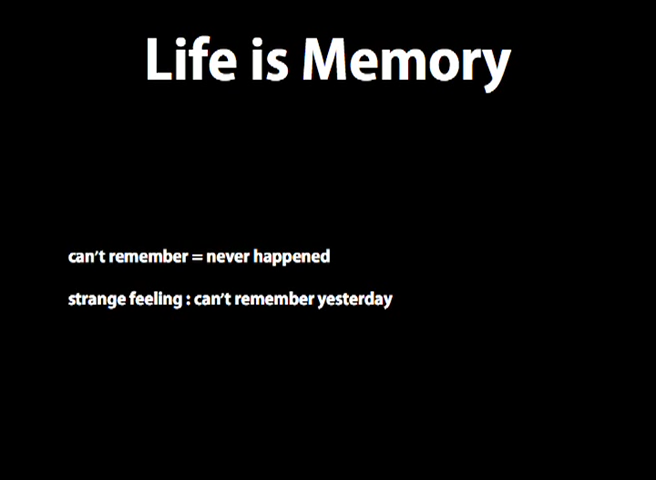 Life is Memory
can't remember = never happened
strange feeling : can't remember yesterday